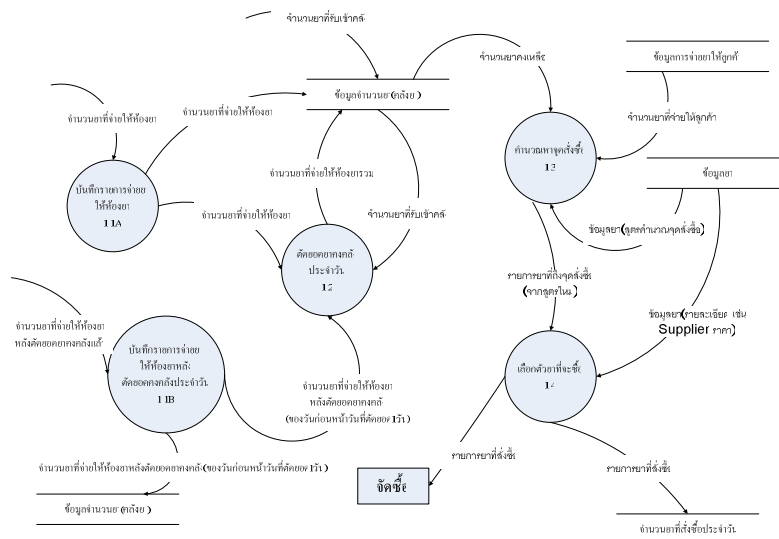 จำนวนยาที่รับเข้าคลัง
จำนวนยาคงเหลือ
ข้อมูลการจ่ายยาให้ลูกค้า
ข้อมูลจำนวนยา(คลังย )
จำนวนยาที่จ่ายให้ห้องยา
จำนวนยาที่จ่ายให้ห้องยา
จำนวนยาที่จ่ายให้ลูกค้า
คำนวณหาจุดสั่งซื้อ
1.3
บันทึกรายการจ่ายย
ให้ห้องยา
1.1A
จำนวนยาที่จ่ายให้ห้องยารวม
ข้อมูลยา
จำนวนยาที่จ่ายให้ห้องยา
จำนวนยาที่รับเข้าคลัง
ข้อมูลยา(สูตรคำนวณจุดสั่งซื้อ)
ตัดยอดยาคงคลัง
ประจำวัน
1.2
รายการยาที่ถึงจุดสั่งซื้อ
(จากสูตรใหม่)
ข้อมูลยา(รายละเอียด เช่น
Supplier ราคา)
จำนวนยาที่จ่ายให้ห้องยา
หลังตัดยอดยาคงคลังแล้ว
บันทึกรายการจ่ายย
ให้ห้องยาหลัง
ตัดยอดคงคลังประจำวัน
1.1B
เลือกตัวยาที่จะซื้อ
1.4
จำนวนยาที่จ่ายให้ห้องยา
หลังตัดยอดยาคงคลัง
(ของวันก่อนหน้าวันที่ตัดยอด 1วัน)
จำนวนยาที่จ่ายให้ห้องยาหลังตัดยอดยาคงคลัง(ของวันก่อนหน้าวันที่ตัดยอด 1วัน)
รายการยาที่สั่งซื้อ
รายการยาที่สั่งซื้อ
จัดซื้อ
ข้อมูลจำนวนยา(คลังย )
จำนวนยาที่สั่งซื้อประจำวัน